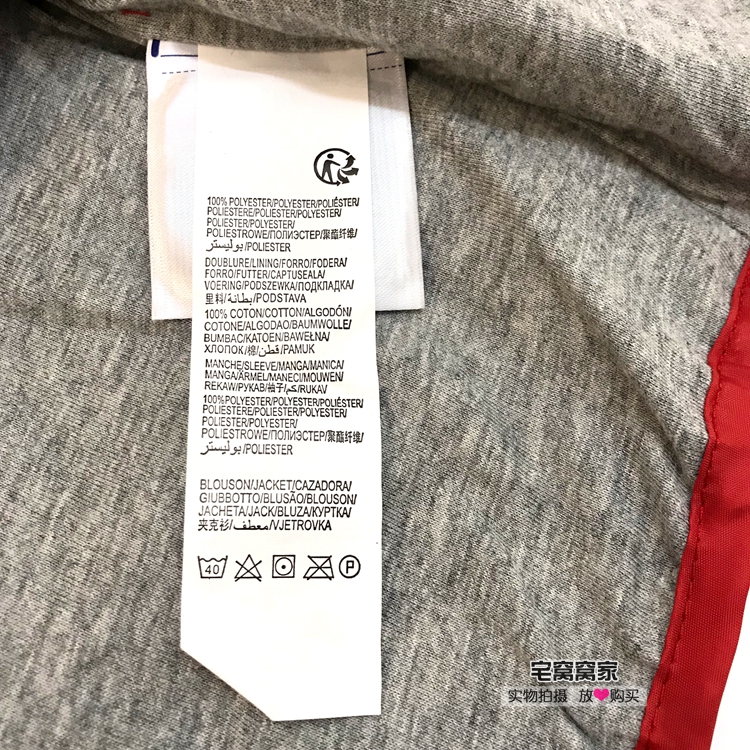 100% POLYESTER/POLYESTER/POLIÉSTER/
POLIESTERE/POLIESTER/POLYESTER/
POLIESTER/POLYESTER/
POLIESTROWE/ПОЛИЭСТЕР/聚酯纤维/
بوليستر/POLIESTER
DOUBLURE/LINING/FORRO/FODERA/
FORRO/FUTTER/CAPTUSEALA/
VOERING/PODSZEWKA/ПОДКЛАДКА/
里料/بطانة/PODSTAVA
100% COTON/COTTON/ALGODÓN/
COTONE/ALGODAO/BAUMWOLLE/
BUMBAC/KATOEN/BAWEŁNA/
ХЛОПОК/棉/قطن/PAMUK
MANCHE/SLEEVE/MANGA/MANICA/
MANGA/ÄRMEL/MANECI/MOUWEN/
REKAW/РУКАВ/袖子/كم/RUKAV
100%POLYESTER/POLYESTER/POLIÉSTER/
POLIESTERE/POLIESTER/POLYESTER/
POLIESTER/POLYESTER/
POLIESTROWE/ПОЛИЭСТЕР/聚酯纤维/
بوليستر/POLIESTER
BLOUSON/JACKET/CAZADORA/
GIUBBOTTO/BLUSÃO/BLOUSON/
JACHETA/JACK/BLUZA/КУРТКА/
夹克衫/معطف/VJETROVKA
40 P
宅窝窝家
实物拍摄 放❤购买